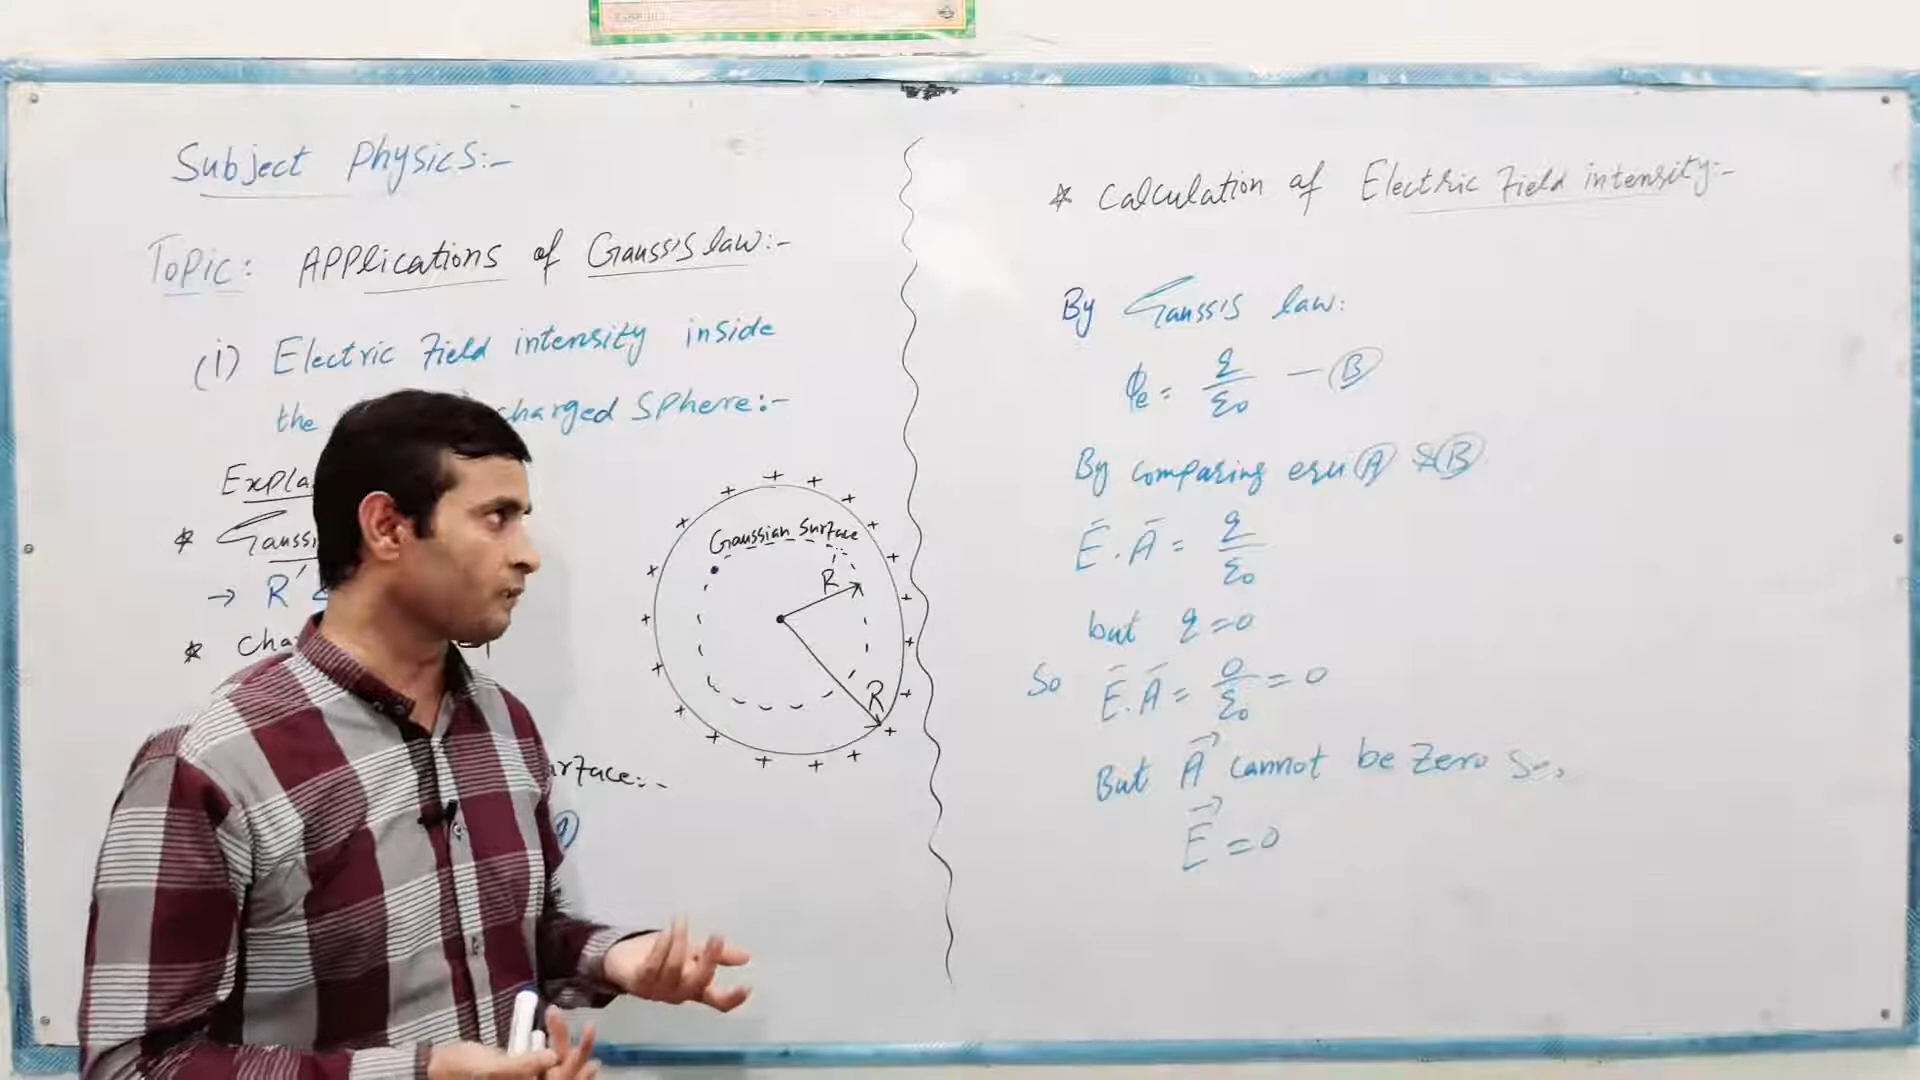 Subject Physics:-
Topic: Applications of Gauss's law:-
(i) Electric Field intensity inside
the charged Sphere:-
Expla
* Gauss
→ R'
* Cha
Gaussian Surface
R
R
urface:-
* Calculation of Electric Field intensity:-
By Gauss's law:
φe = q/ε0 - (B)
By comparing equ (A) & (B)
E . A = q/ε0
but q = 0
So E . A = 0/ε0 = 0
But A cannot be zero So,
E = 0